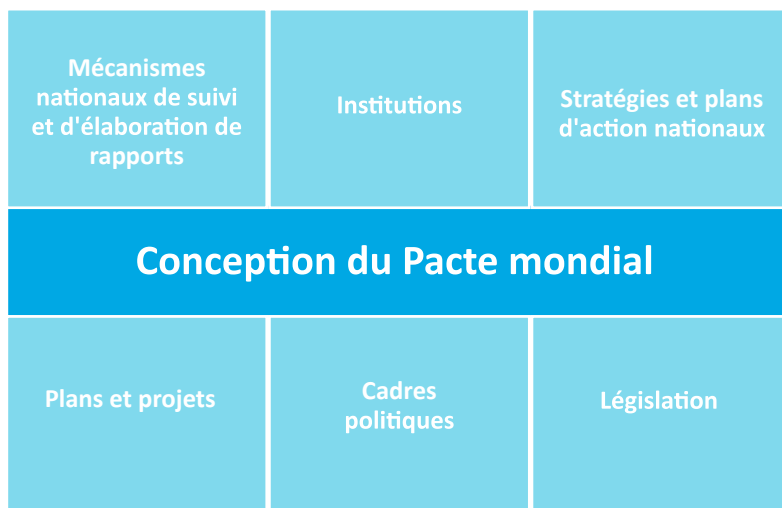 Mécanismes
nationaux de suivi
et d'élaboration de
rapports
Institutions
Stratégies et plans
d'action nationaux
Conception du Pacte mondial
Plans et projets
Cadres
politiques
Législation